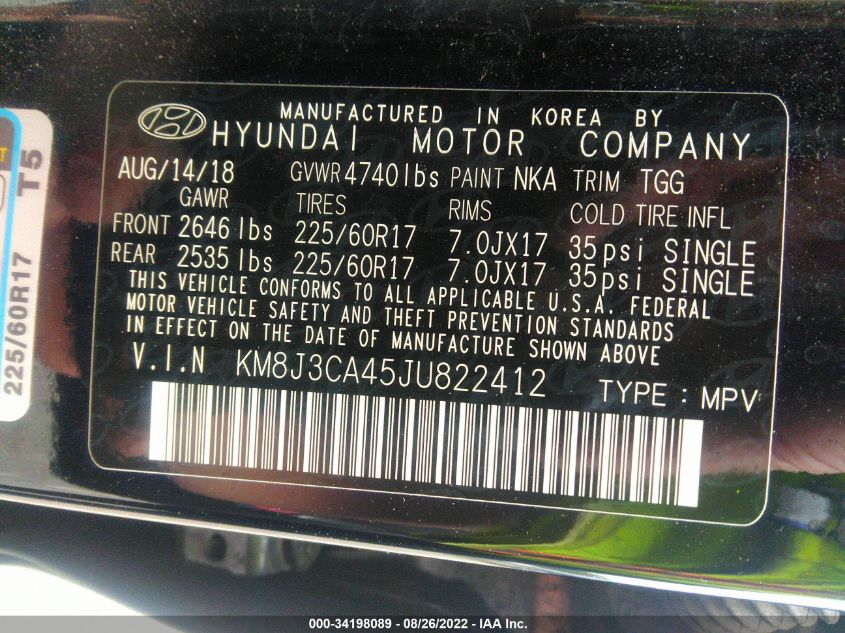 MANUFACTURED IN KOREA BY
HYUNDAI MOTOR COMPANY
AUG/14/18 GVWR 4740lbs PAINT NKA TRIM TGG
GAWR TIRES RIMS COLD TIRE INFL
FRONT 2646 lbs 225/60R17 7.0JX17 35psi SINGLE
REAR 2535 lbs 225/60R17 7.0JX17 35psi SINGLE
THIS VEHICLE CONFORMS TO ALL APPLICABLE U.S.A. FEDERAL
MOTOR VEHICLE SAFETY AND THEFT PREVENTION STANDARDS
IN EFFECT ON THE DATE OF MANUFACTURE SHOWN ABOVE
V.I.N KM8J3CA45JU822412 TYPE: MPV
225/60R17 T5
000-34198089 - 08/26/2022 - © IAA Inc.